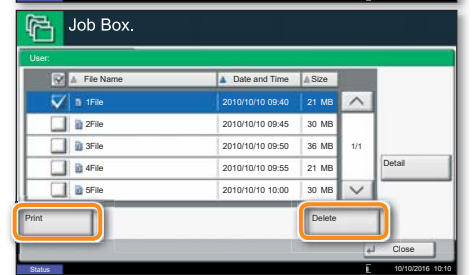 Job Box.
User:
File Name Date and Time Size
1File 2010/10/10 09:40 21 MB
2File 2010/10/10 09:45 30 MB
3File 2010/10/10 09:50 36 MB 1/1
4File 2010/10/10 09:55 21 MB Detail
5File 2010/10/10 10:00 30 MB
Print Delete
Close
Status 10/10/2016 10:10